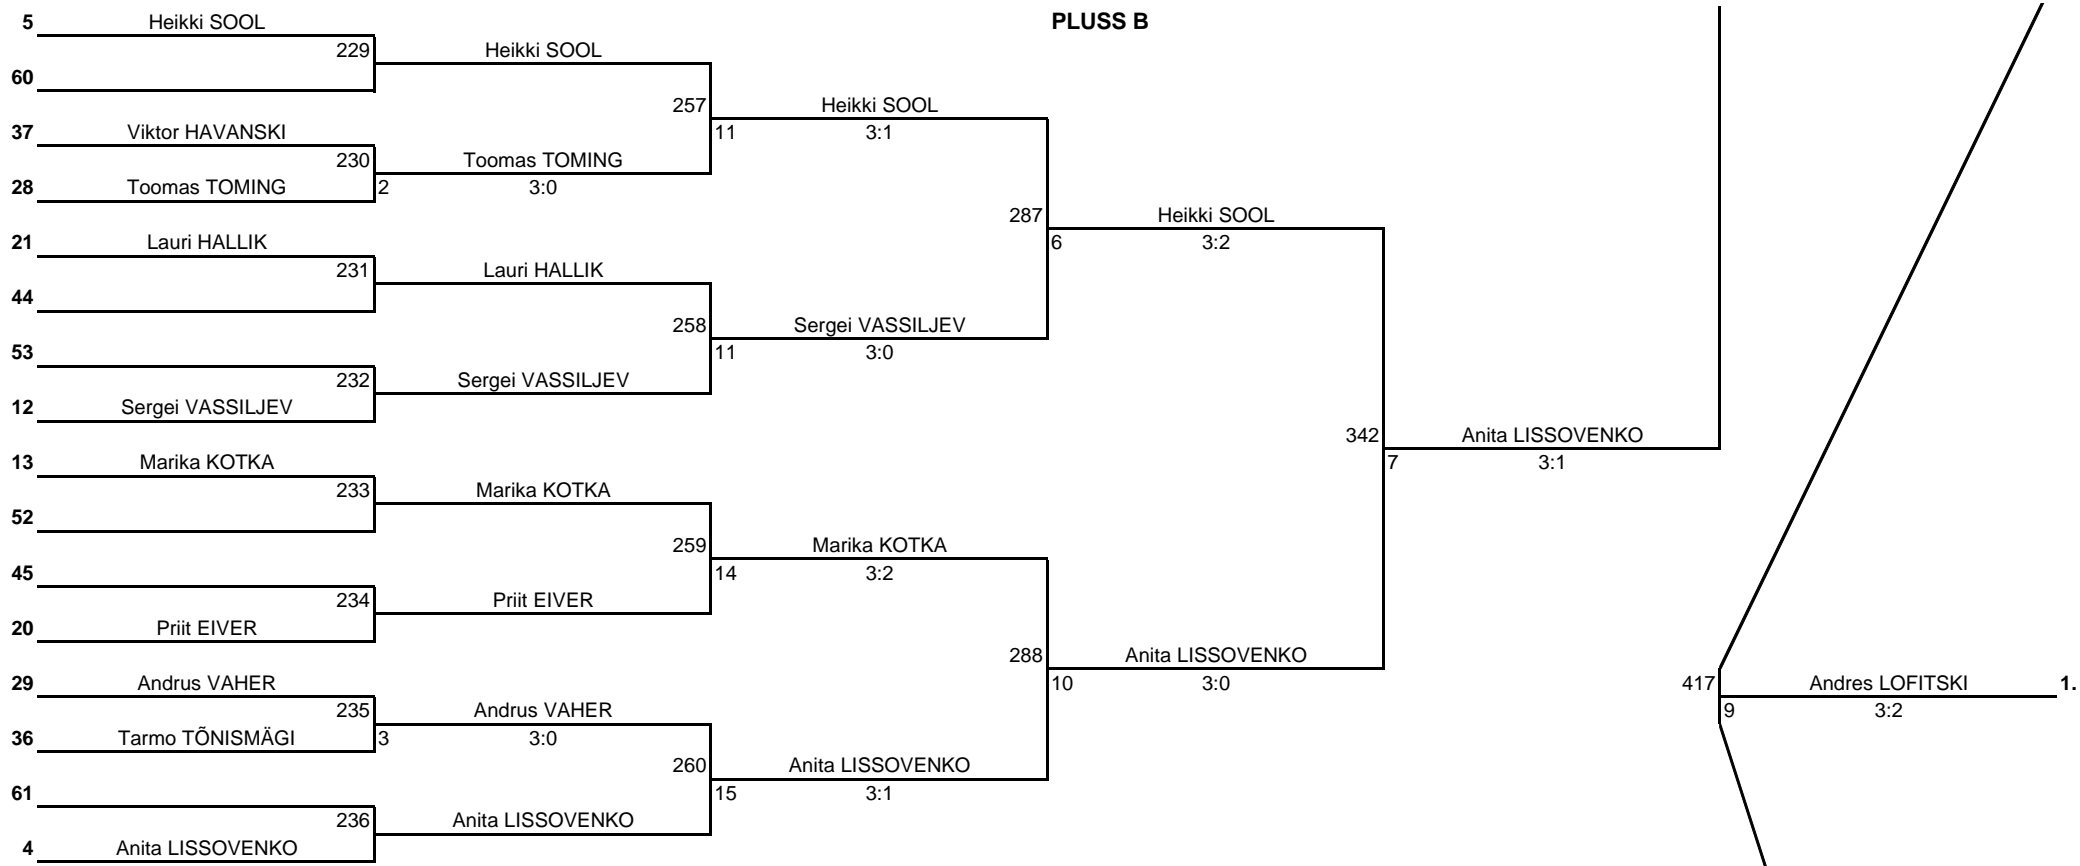 5 Heikki SOOL PLUSS B
229 Heikki SOOL
60
257 Heikki SOOL
37 Viktor HAVANSKI 11 3:1
230 Toomas TOMING
28 Toomas TOMING 2 3:0
287 Heikki SOOL
21 Lauri HALLIK 6 3:2
231 Lauri HALLIK
44
258 Sergei VASSILJEV
53 11 3:0
232 Sergei VASSILJEV
12 Sergei VASSILJEV
342 Anita LISSOVENKO
13 Marika KOTKA 7 3:1
233 Marika KOTKA
52
259 Marika KOTKA
45 14 3:2
234 Priit EIVER
20 Priit EIVER
288 Anita LISSOVENKO
29 Andrus VAHER 10 3:0 417 Andres LOFITSKI 1.
235 Andrus VAHER 9 3:2
36 Tarmo TÕNISMÄGI 3 3:0
260 Anita LISSOVENKO
61 15 3:1
236 Anita LISSOVENKO
4 Anita LISSOVENKO